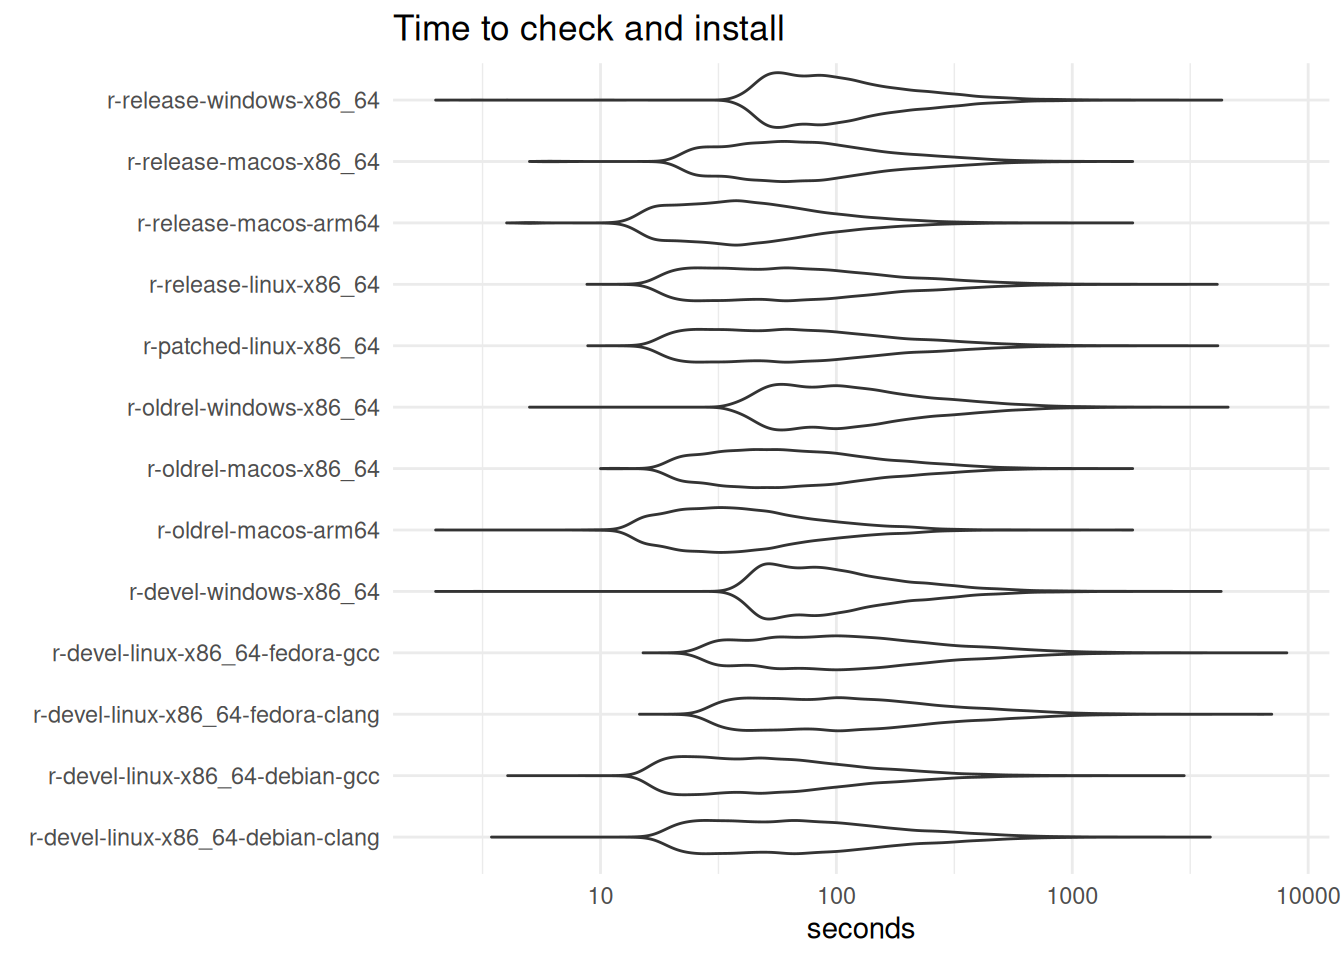 Time to check and install
r-release-windows-x86_64
r-release-macos-x86_64
r-release-macos-arm64
r-release-linux-x86_64
r-patched-linux-x86_64
r-oldrel-windows-x86_64
r-oldrel-macos-x86_64
r-oldrel-macos-arm64
r-devel-windows-x86_64
r-devel-linux-x86_64-fedora-gcc
r-devel-linux-x86_64-fedora-clang
r-devel-linux-x86_64-debian-gcc
r-devel-linux-x86_64-debian-clang
10 100 1000 10000
seconds